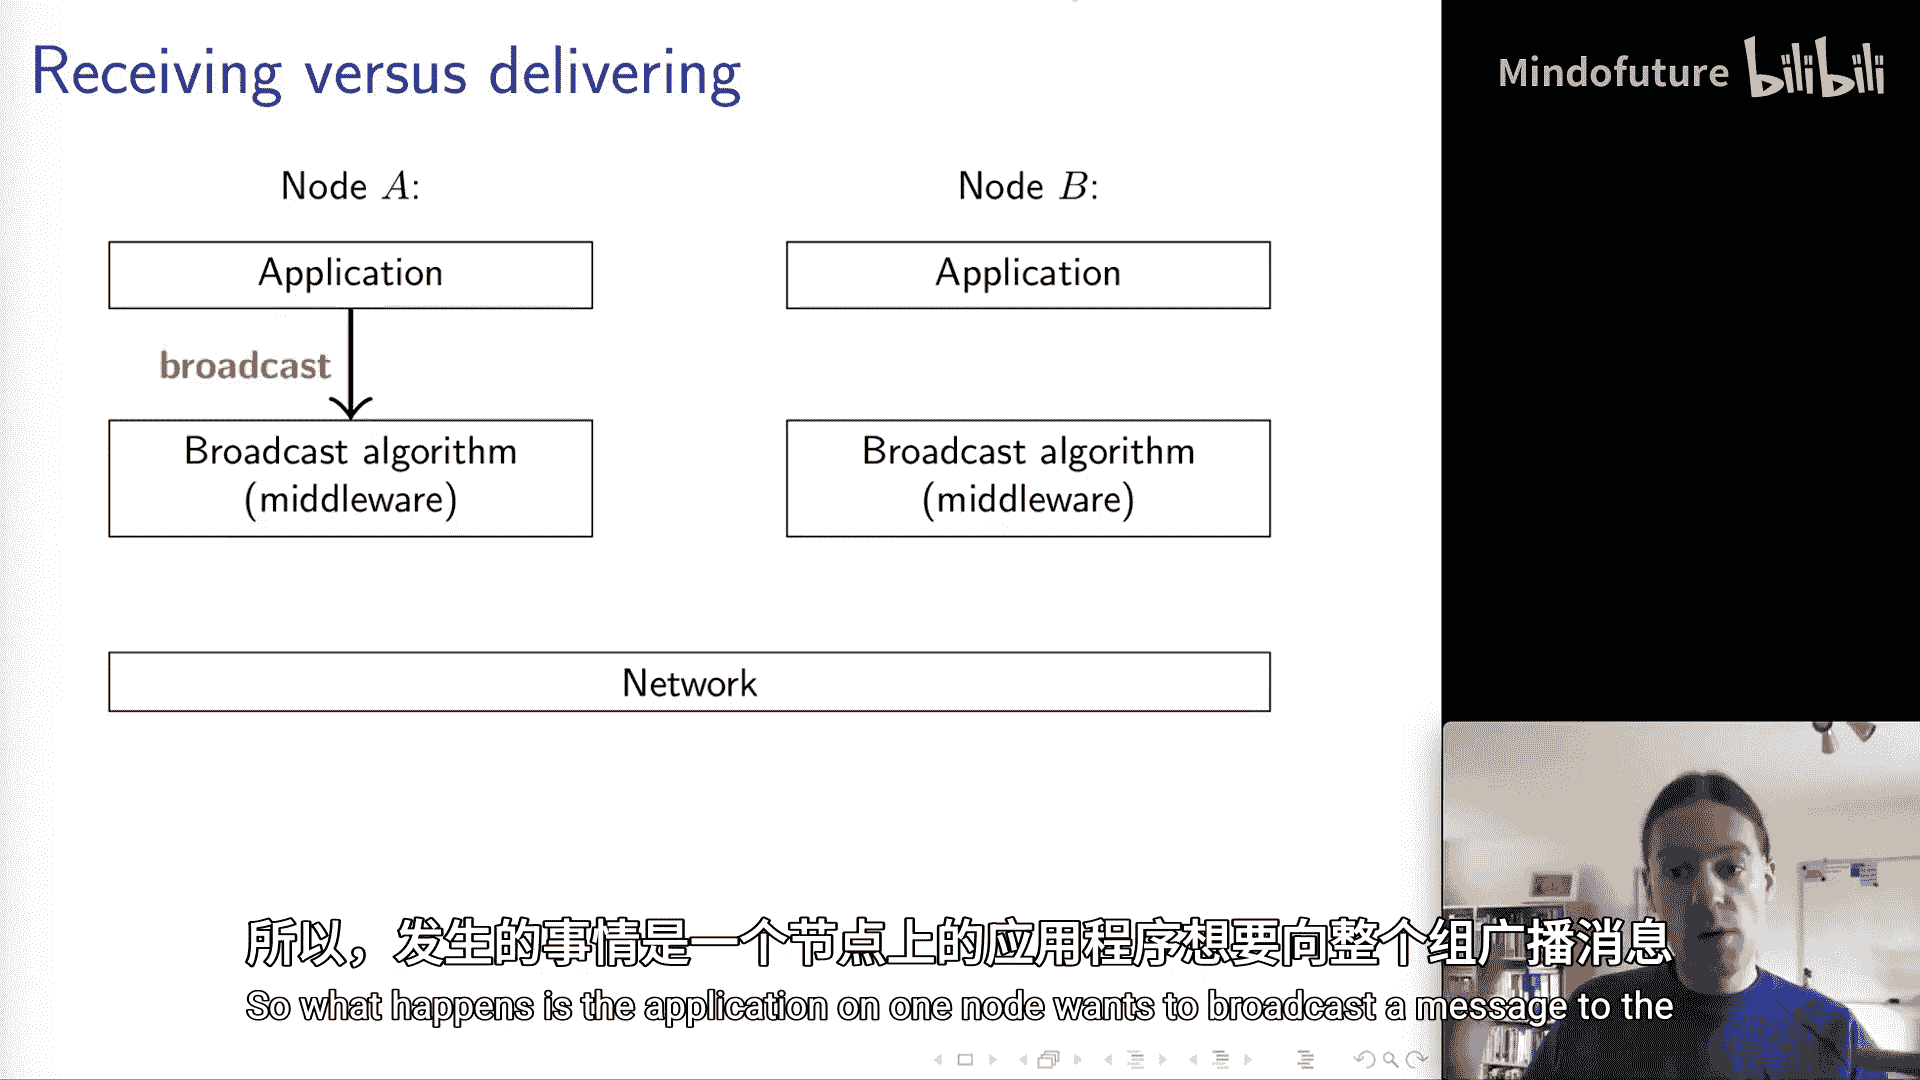 Receiving versus delivering
Mindofuture bilibili
Node A:
Node B:
Application
Application
broadcast
Broadcast algorithm
(middleware)
Broadcast algorithm
(middleware)
Network
所以，发生的事情是一个节点上的应用程序想要向整个组广播消息
So what happens is the application on one node wants to broadcast a message to the